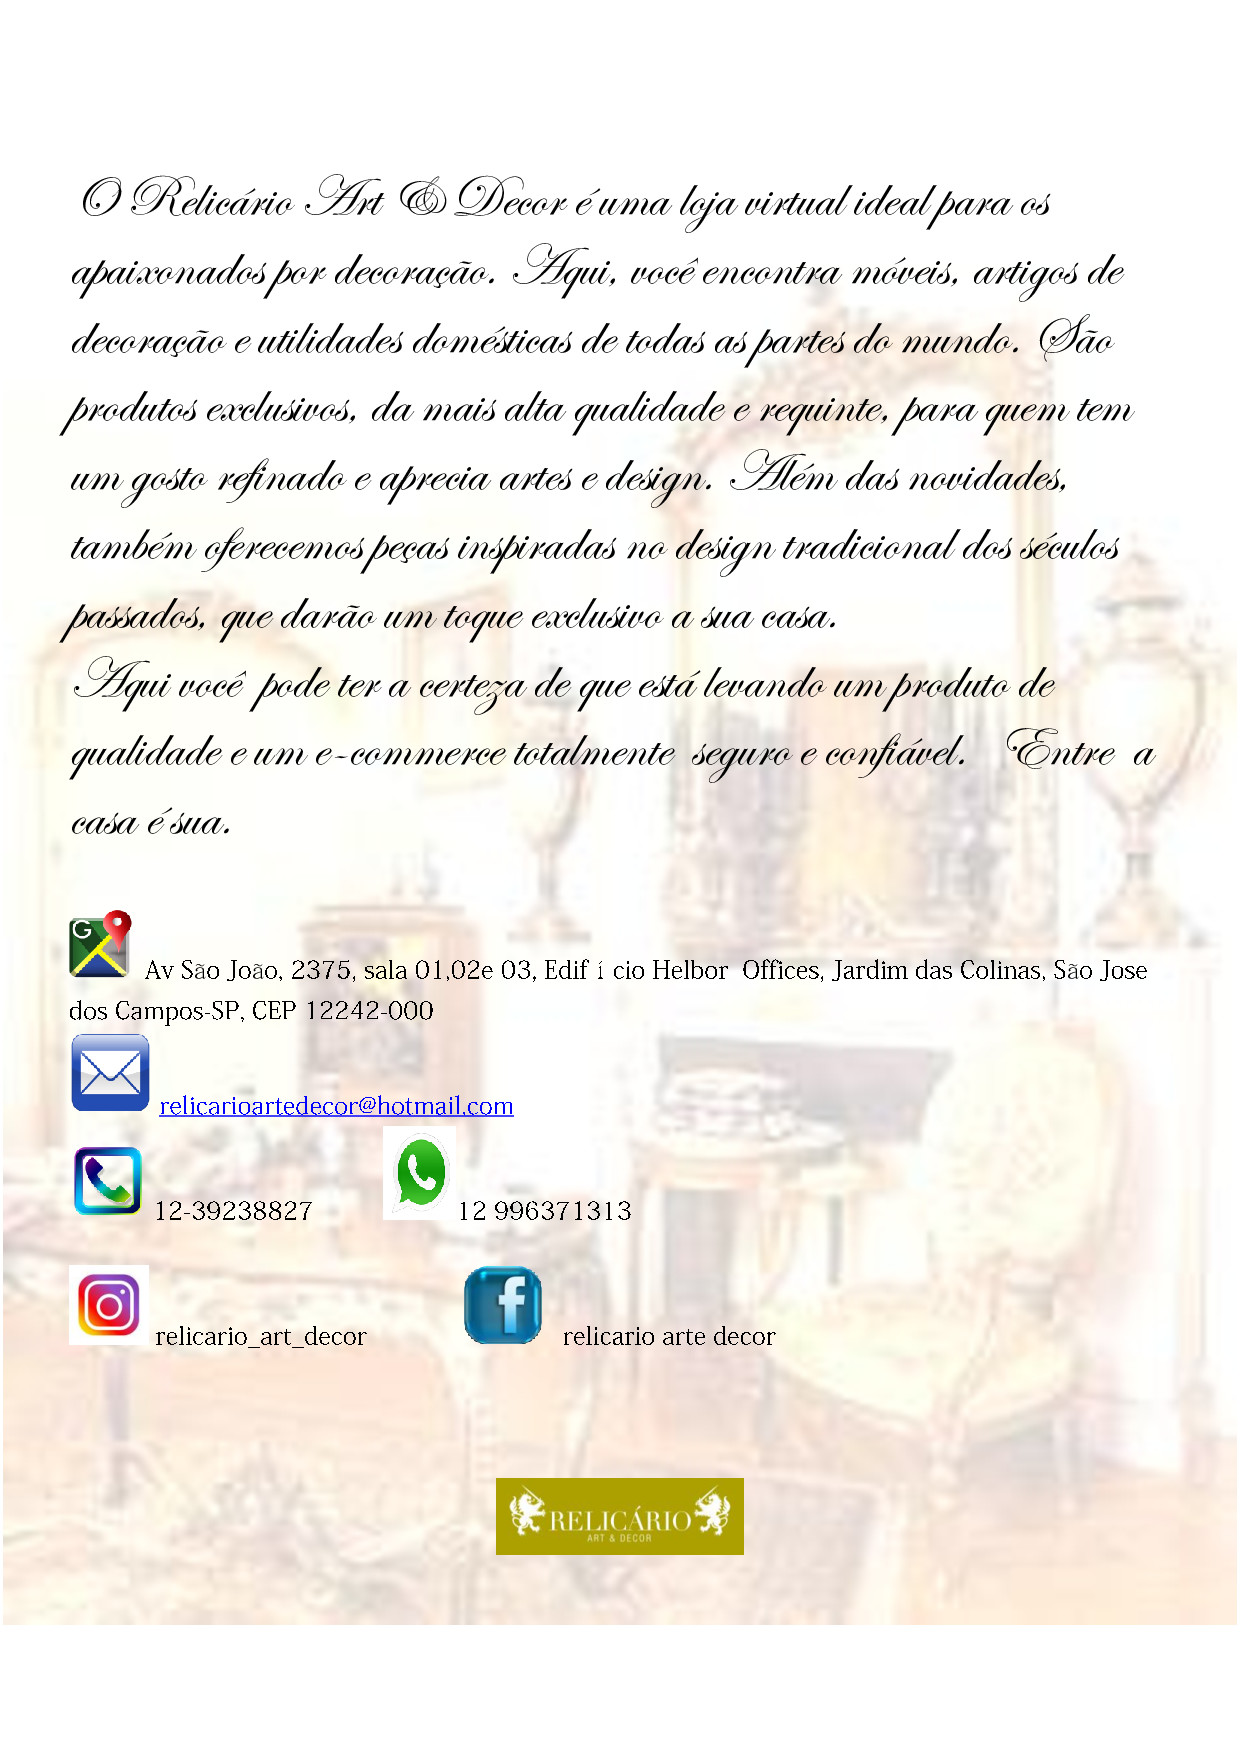 O Relicário Art & Decor é uma loja virtual ideal para os
apaixonados por decoração. Aqui, você encontra móveis, artigos de
decoração e utilidades domésticas de todas as partes do mundo. São
produtos exclusivos, da mais alta qualidade e requinte, para quem tem
um gosto refinado e aprecia artes e design. Além das novidades,
também oferecemos peças inspiradas no design tradicional dos séculos
passados, que darão um toque exclusivo a sua casa.
Aqui você pode ter a certeza de que está levando um produto de
qualidade e um e-commerce totalmente seguro e confiável. Entre a
casa é sua.
G
Av São João, 2375, sala 01,02e 03, Edif í cio Helbor Offices, Jardim das Colinas, São Jose
dos Campos-SP, CEP 12242-000
relicarioartedecor@hotmail.com
12-39238827 12 996371313
relicario_art_decor relicario arte decor
RELICÁRIO
ART & DECOR